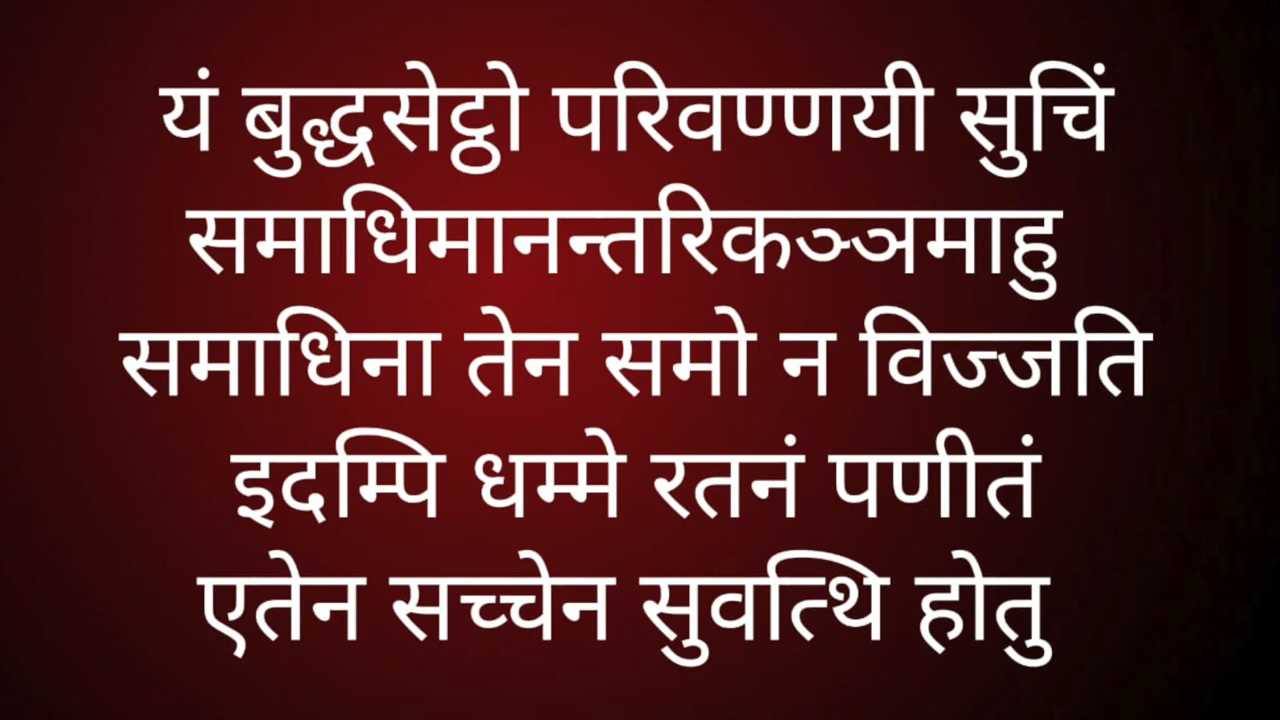 यं बुद्धसेट्ठो परिवण्णयी सुचिं
समाधिमानन्तरिकञ्ञमाहु
समाधिना तेन समो न विज्जति
इदम्पि धम्मे रतनं पणीतं
एतेन सच्चेन सुवत्थि होतु